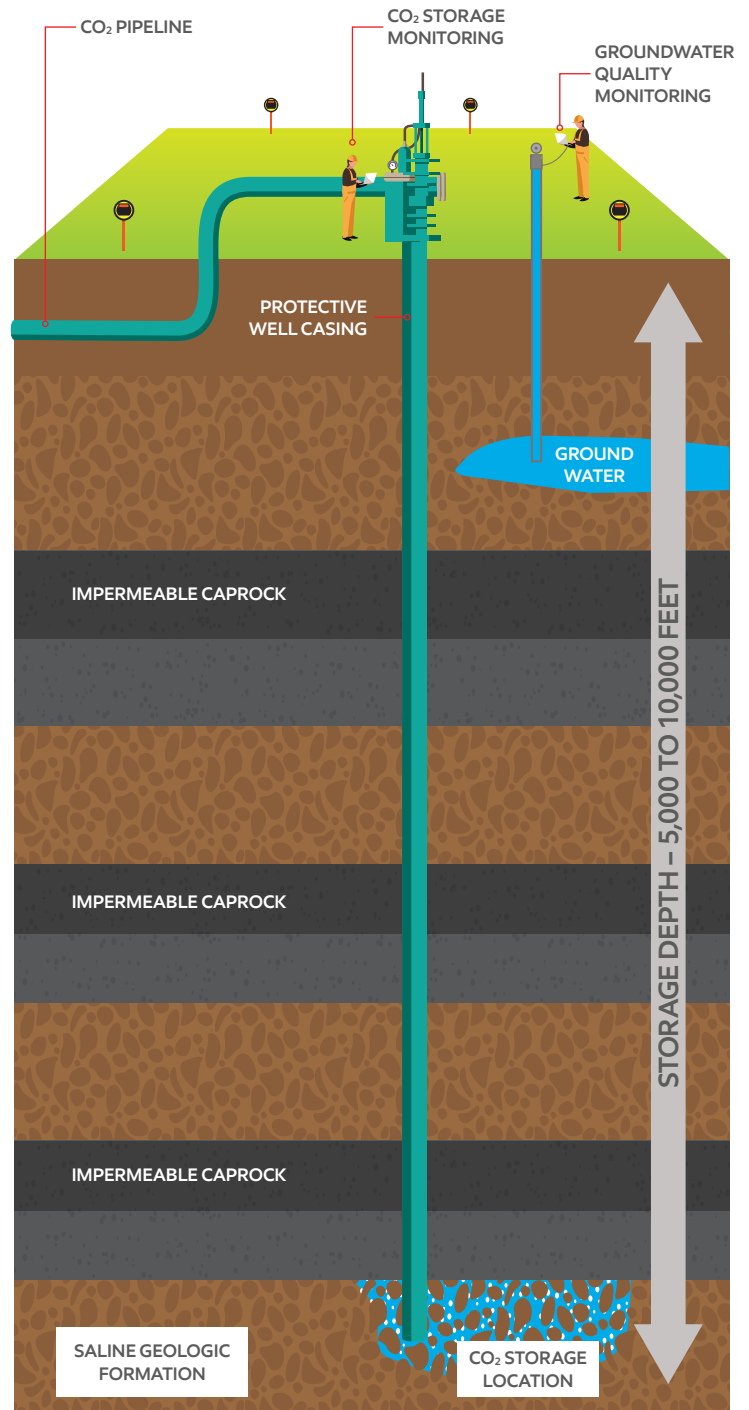 CO₂ PIPELINE
CO₂ STORAGE
MONITORING
GROUNDWATER
QUALITY
MONITORING
PROTECTIVE
WELL CASING
GROUND
WATER
IMPERMEABLE CAPROCK
IMPERMEABLE CAPROCK
IMPERMEABLE CAPROCK
STORAGE DEPTH – 5,000 TO 10,000 FEET
SALINE GEOLOGIC
FORMATION
CO₂ STORAGE
LOCATION